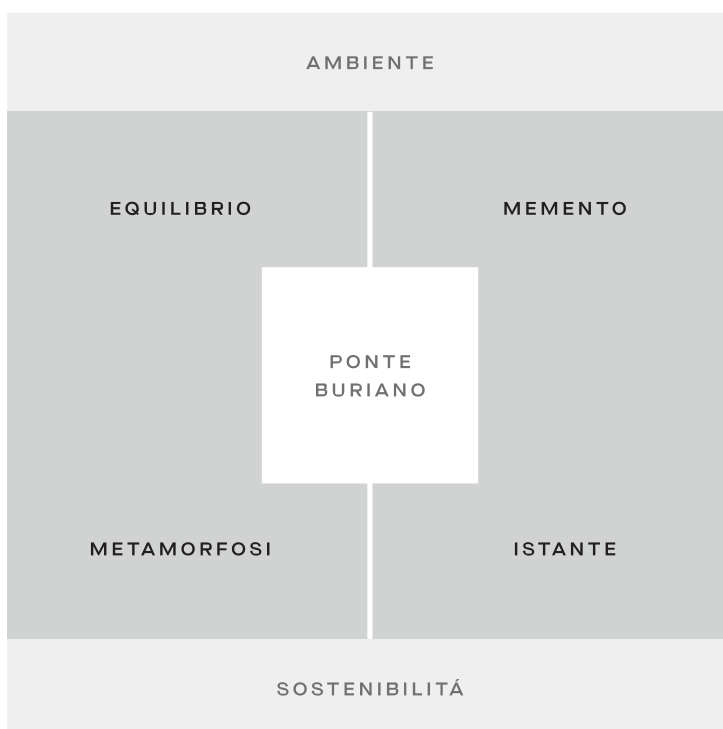 AMBIENTE
EQUILIBRIO
MEMENTO
PONTE
BURIANO
METAMORFOSI
ISTANTE
SOSTENIBILITÁ